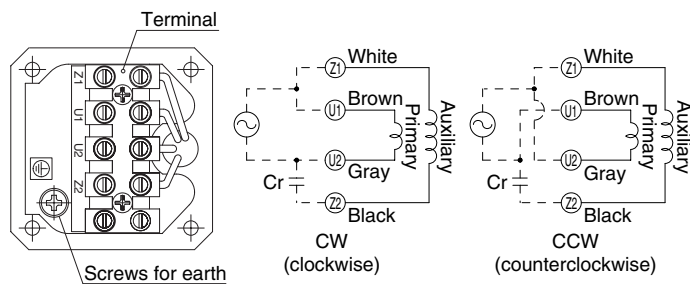 Terminal
Z1
U1
U2
Z2
Screws for earth
Z1 White
U1 Brown
Primary
Auxiliary
U2 Gray
Cr
Z2 Black
CW
(clockwise)
Z1 White
U1 Brown
Primary
Auxiliary
U2 Gray
Cr
Z2 Black
CCW
(counterclockwise)